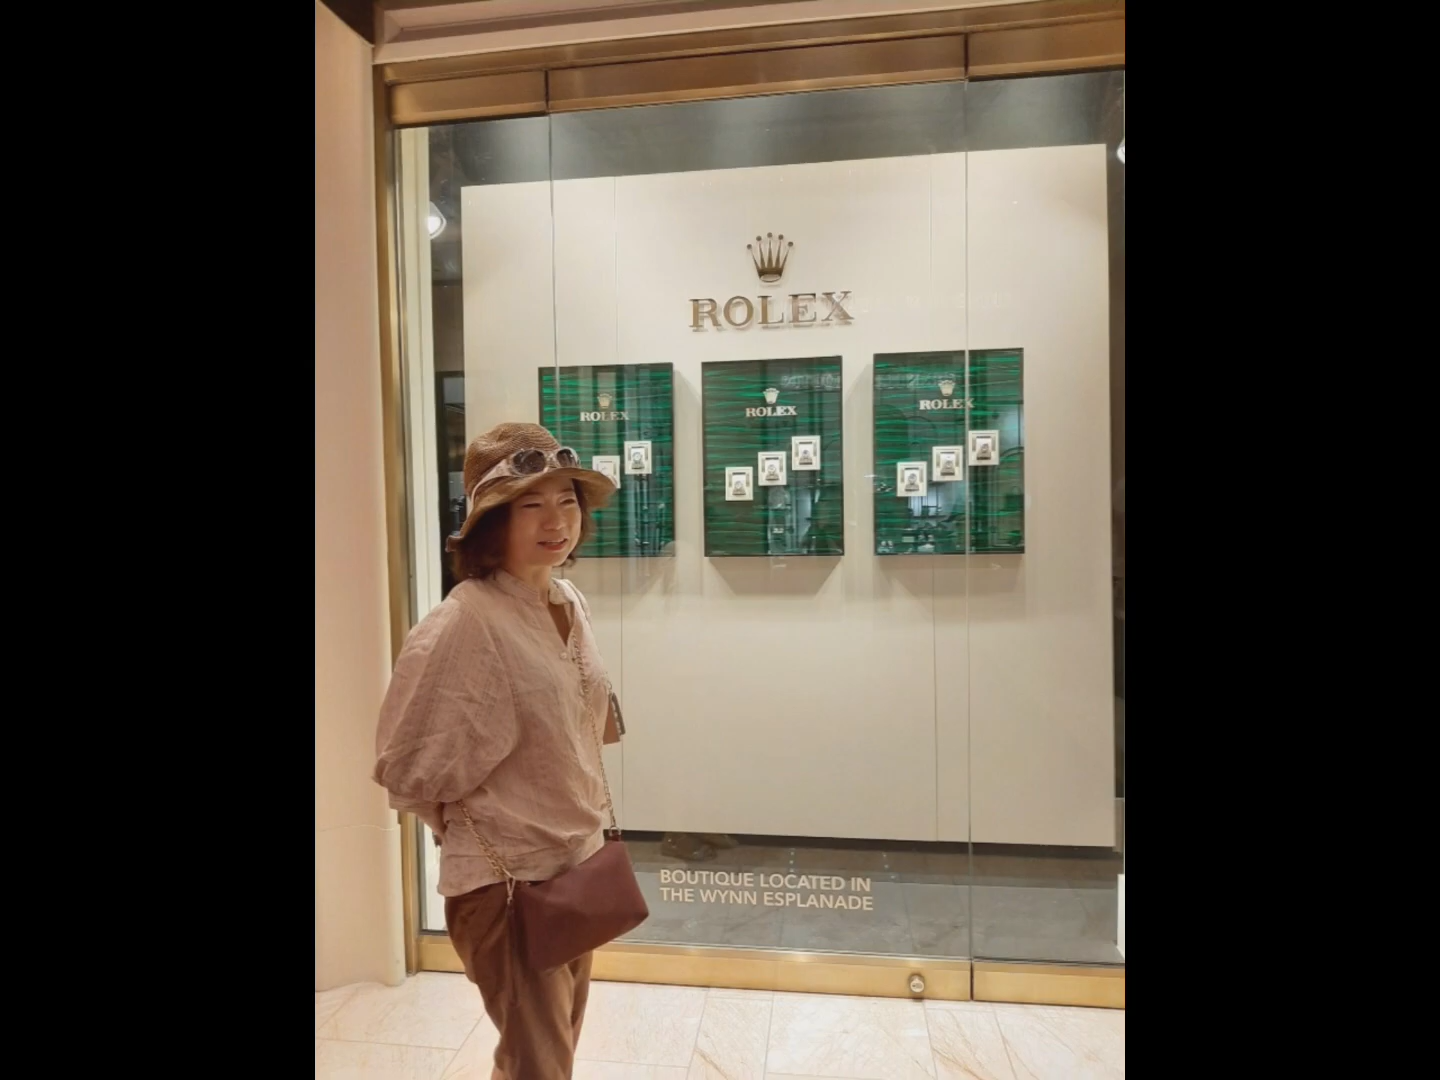 ROLEX
ROLEX
ROLEX
ROLEX
BOUTIQUE LOCATED IN
THE WYNN ESPLANADE